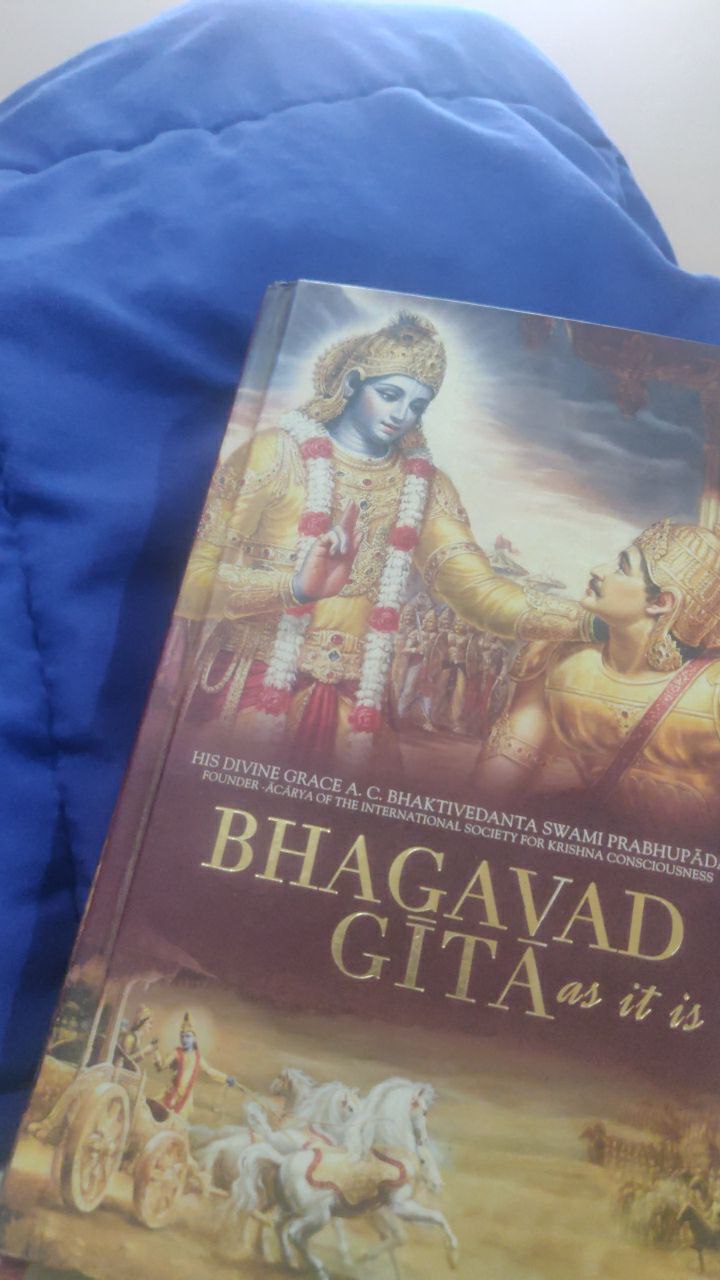 HIS DIVINE GRACE A. C. BHAKTIVEDANTA SWAMI PRABHUPĀDA
FOUNDER-ĀCĀRYA OF THE INTERNATIONAL SOCIETY FOR KRISHNA CONSCIOUSNESS
BHAGAVAD
GĪTĀ as it is